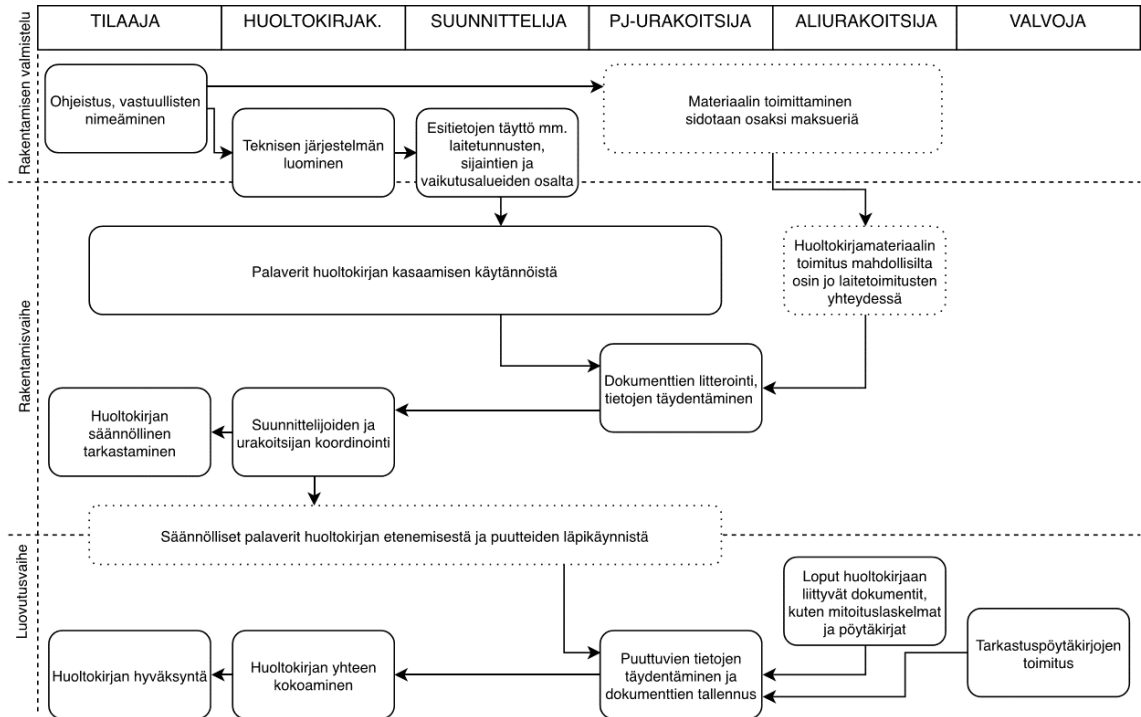 TILAAJA
HUOLTOKIRJAK.
SUUNNITTELIJA
PJ-URAKOITSIJA
ALIURAKOITSIJA
VALVOJA
Rakentamisen valmistelu
Ohjeistus, vastuullisten
nimeäminen
Teknisen järjestelmän
luominen
Esitietojen täyttö mm.
laitetunnusten,
sijaintien ja
vaikutusalueiden osalta
Materiaalin toimittaminen
sidotaan osaksi maksueriä
Rakentamisvaihe
Palaverit huoltokirjan kasaamisen käytännöistä
Huoltokirjamateriaalin
toimitus mahdollisilta
osin jo laitetoimitusten
yhteydessä
Dokumenttien litterointi,
tietojen täydentäminen
Suunnittelijoiden ja
urakoitsijan koordinointi
Huoltokirjan
säännöllinen
tarkastaminen
Säännölliset palaverit huoltokirjan etenemisestä ja puutteiden läpikäynnistä
Luovutusvaihe
Loput huoltokirjaan
liittyvät dokumentit,
kuten mitoituslaskelmat
ja pöytäkirjat
Tarkastuspöytäkirjojen
toimitus
Puuttuvien tietojen
täydentäminen ja
dokumenttien tallennus
Huoltokirjan yhteen
kokoaminen
Huoltokirjan hyväksyntä